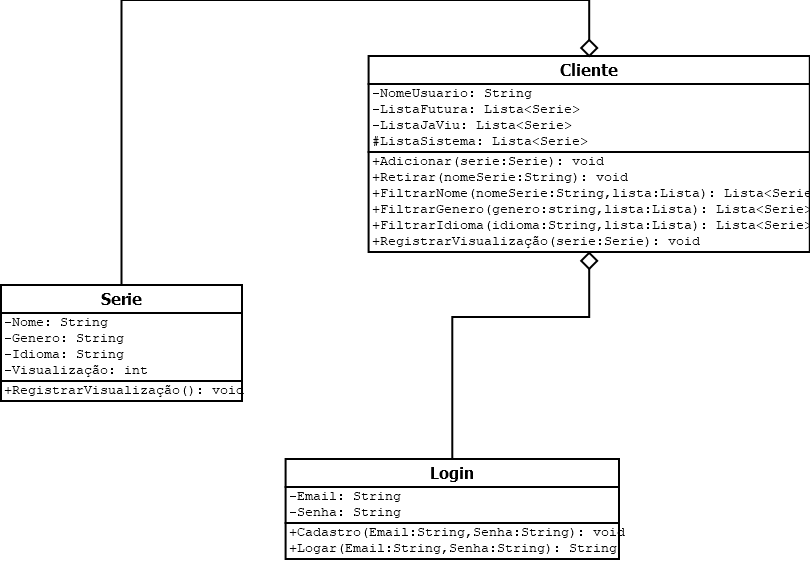 Cliente
-NomeUsuario: String
-ListaFutura: Lista<Serie>
-ListaJaViu: Lista<Serie>
#ListaSistema: Lista<Serie>
+Adicionar(serie:Serie): void
+Retirar(nomeSerie:String): void
+FiltrarNome(nomeSerie:String,lista:Lista): Lista<Serie
+FiltrarGenero(genero:string,lista:Lista): Lista<Serie>
+FiltrarIdioma(idioma:String,lista:Lista): Lista<Serie>
+RegistrarVisualização(serie:Serie): void
Serie
-Nome: String
-Genero: String
-Idioma: String
-Visualização: int
+RegistrarVisualização(): void
Login
-Email: String
-Senha: String
+Cadastro(Email:String,Senha:String): void
+Logar(Email:String,Senha:String): String